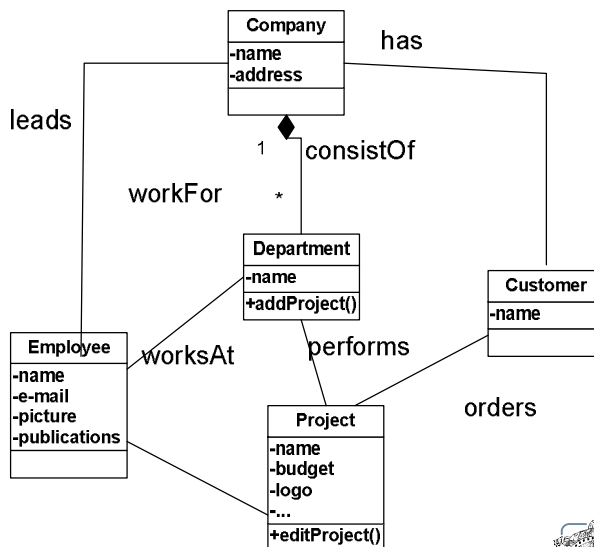 Company
-name
-address
has
leads
1
consistOf
workFor
*
Department
-name
+addProject()
Customer
-name
Employee
-name
-e-mail
-picture
-publications
worksAt
performs
orders
Project
-name
-budget
-logo
-...
+editProject()